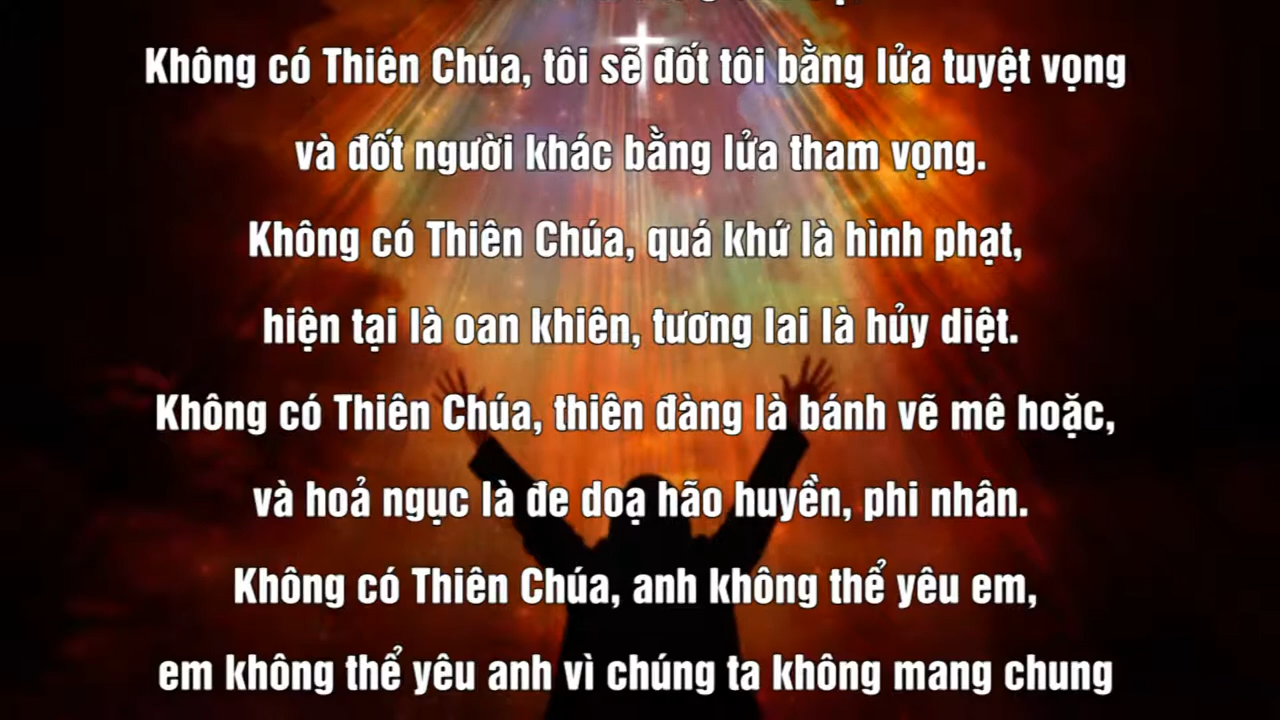 Không có Thiên Chúa, tôi sẽ đốt tôi bằng lửa tuyệt vọng
và đốt người khác bằng lửa tham vọng.
Không có Thiên Chúa, quá khứ là hình phạt,
hiện tại là oan khiên, tương lai là hủy diệt.
Không có Thiên Chúa, thiên đàng là bánh vẽ mê hoặc,
và hoả ngục là đe doạ hão huyền, phi nhân.
Không có Thiên Chúa, anh không thể yêu em,
em không thể yêu anh vì chúng ta không mang chung